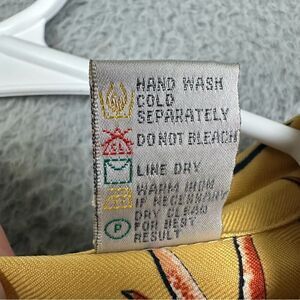 HAND WASH
COLD
SEPARATELY
DO NOT BLEACH
LINE DRY
WARM IRON
IF NECESSARY
DRY CLEAN
FOR BEST
RESULT
P